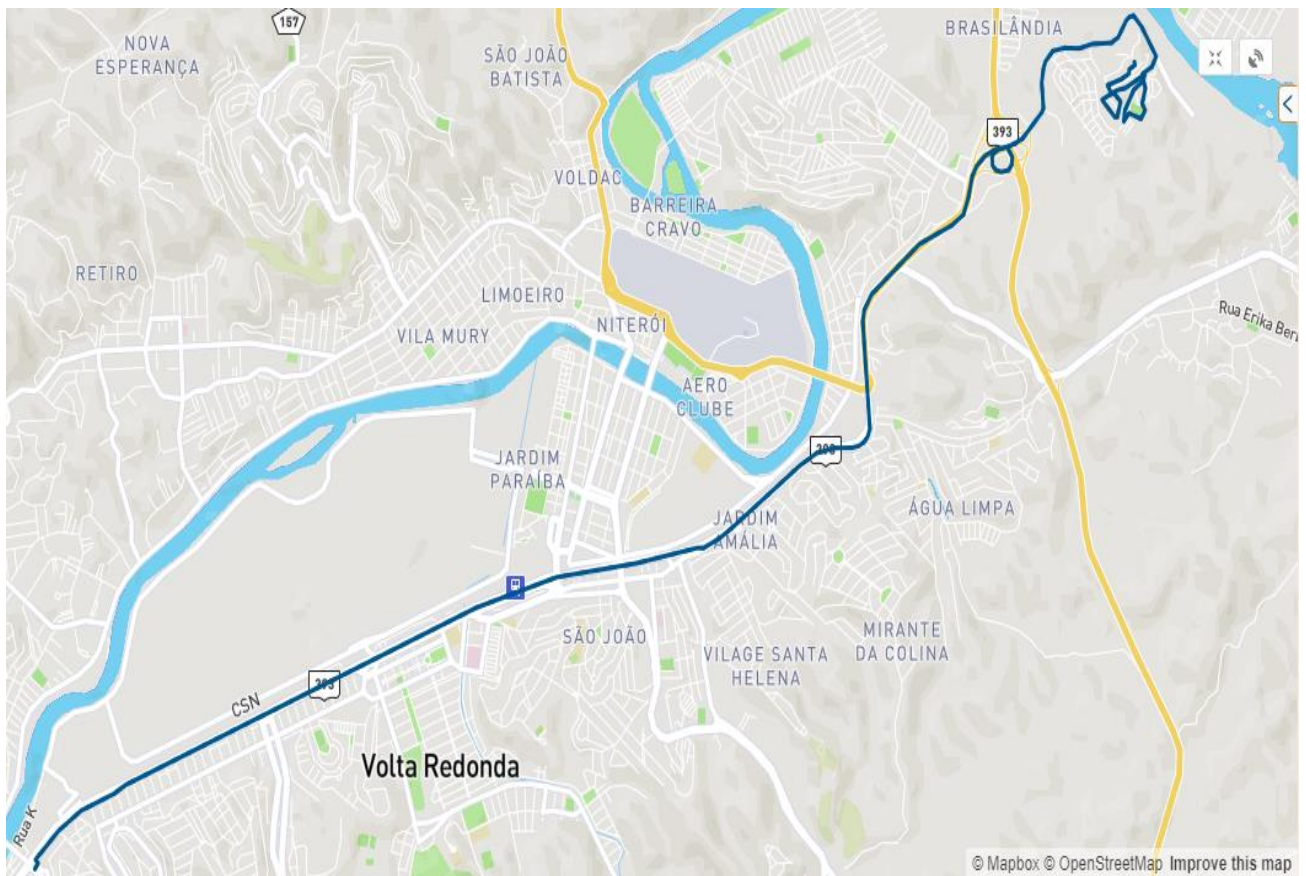 157
BRASILÂNDIA
NOVA
ESPERANÇA
SÃO JOÃO
BATISTA
393
VOLDAC
BARREIRA
CRAVO
RETIRO
LIMOEIRO
NITERÓI
VILA MURY
Rua Erika Berl
AERO
CLUBE
JARDIM
PARAÍBA
JARDIM
AMÁLIA
ÁGUA LIMPA
SÃO JOÃO
MIRANTE
DA COLINA
VILAGE SANTA
HELENA
393
CSN
Volta Redonda
Rua K
© Mapbox © OpenStreetMap Improve this map